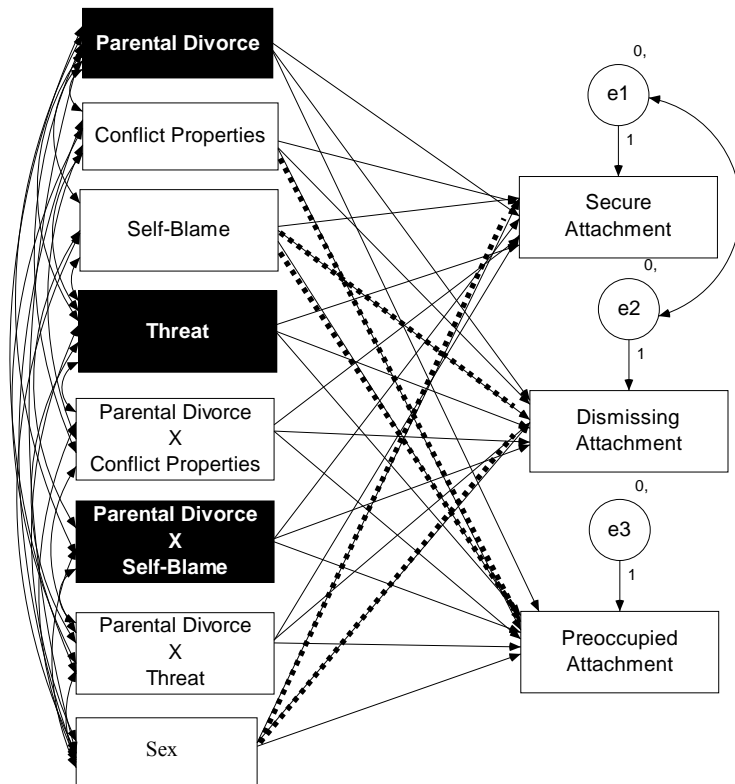 Parental Divorce
Conflict Properties
Self-Blame
Threat
Parental Divorce
X
Conflict Properties
Parental Divorce
X
Self-Blame
Parental Divorce
X
Threat
Sex
0,
e1
1
Secure
Attachment
0,
e2
1
Dismissing
Attachment
0,
e3
1
Preoccupied
Attachment